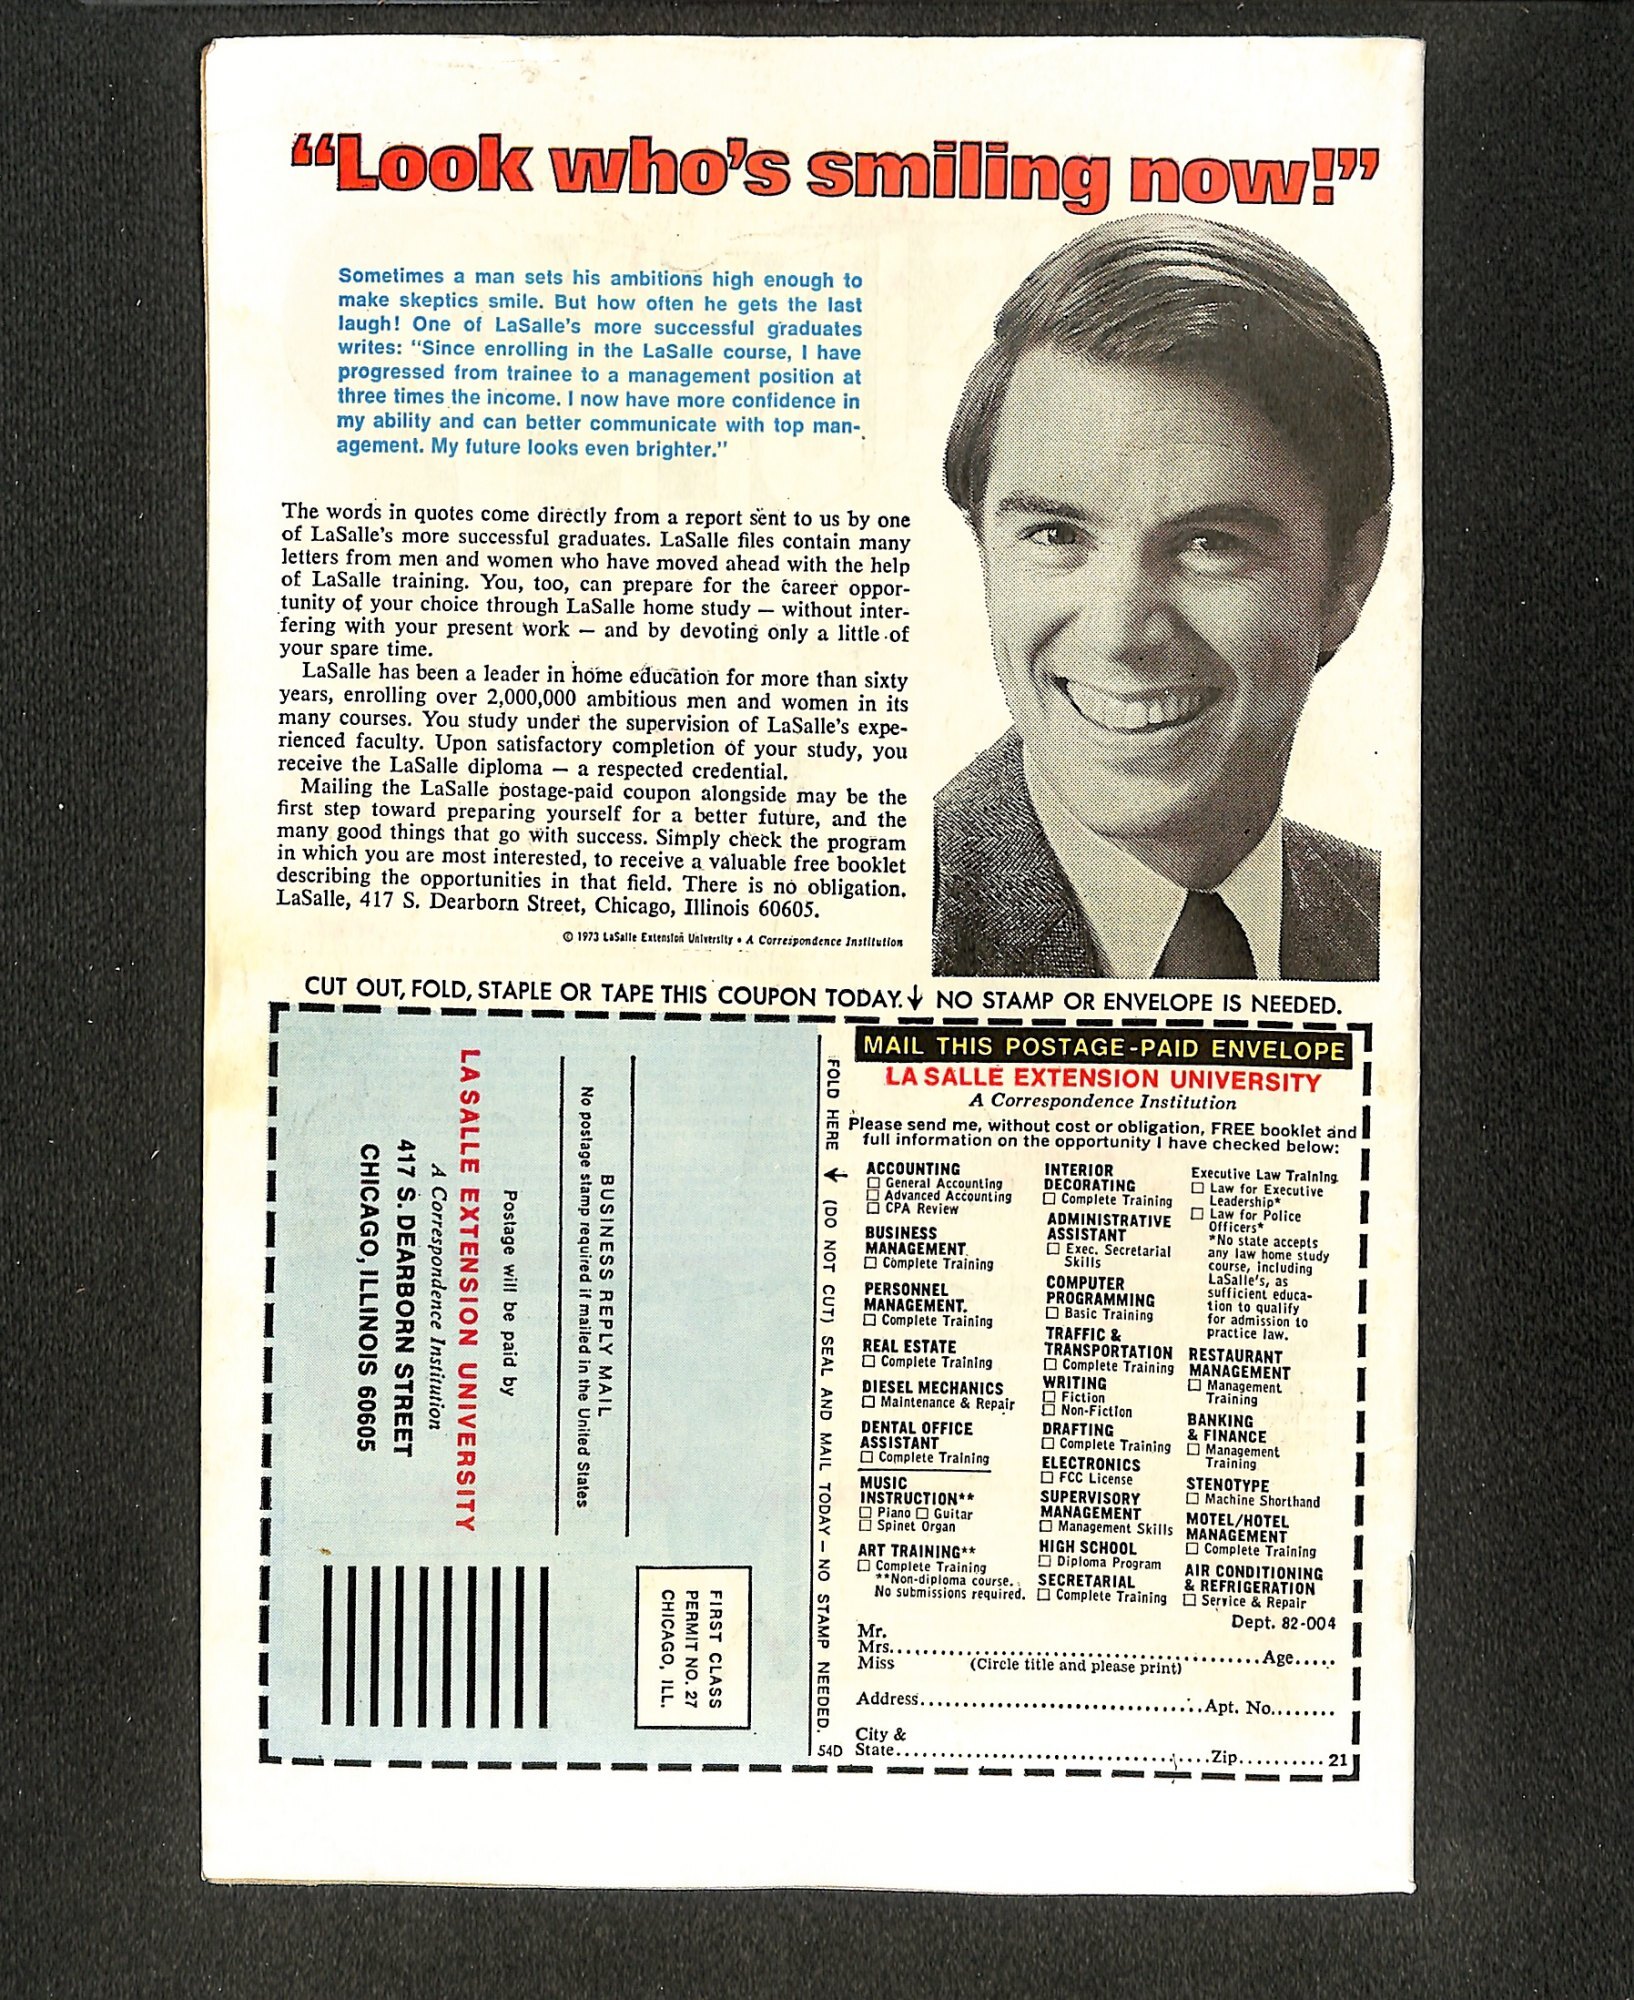 “Look who’s smiling now!”
Sometimes a man sets his ambitions high enough to
make skeptics smile. But how often he gets the last
laugh! One of LaSalle’s more successful graduates
writes: “Since enrolling in the LaSalle course, I have
progressed from trainee to a management position at
three times the income. I now have more confidence in
my ability and can better communicate with top man-
agement. My future looks even brighter.”
The words in quotes come directly from a report sent to us by one
of LaSalle’s more successful graduates. LaSalle files contain many
letters from men and women who have moved ahead with the help
of LaSalle training. You, too, can prepare for the career oppor-
tunity of your choice through LaSalle home study — without inter-
fering with your present work — and by devoting only a little of
your spare time.
LaSalle has been a leader in home education for more than sixty
years, enrolling over 2,000,000 ambitious men and women in its
many courses. You study under the supervision of LaSalle’s expe-
rienced faculty. Upon satisfactory completion of your study, you
receive the LaSalle diploma — a respected credential.
Mailing the LaSalle postage-paid coupon alongside may be the
first step toward preparing yourself for a better future, and the
many good things that go with success. Simply check the program
in which you are most interested, to receive a valuable free booklet
describing the opportunities in that field. There is no obligation.
LaSalle, 417 S. Dearborn Street, Chicago, Illinois 60605.
© 1973 LaSalle Extension University • A Correspondence Institution
CUT OUT, FOLD, STAPLE OR TAPE THIS COUPON TODAY. ↓ NO STAMP OR ENVELOPE IS NEEDED.
FIRST CLASS
PERMIT NO. 27
CHICAGO, ILL.
BUSINESS REPLY MAIL
No postage stamp required if mailed in the United States
Postage will be paid by
LA SALLE EXTENSION UNIVERSITY
A Correspondence Institution
417 S. DEARBORN STREET
CHICAGO, ILLINOIS 60605
FOLD HERE → (DO NOT CUT) SEAL AND MAIL TODAY — NO STAMP NEEDED.
54D
MAIL THIS POSTAGE-PAID ENVELOPE
LA SALLE EXTENSION UNIVERSITY
A Correspondence Institution
Please send me, without cost or obligation, FREE booklet and
full information on the opportunity I have checked below:
ACCOUNTING
☐ General Accounting
☐ Advanced Accounting
☐ CPA Review
BUSINESS
MANAGEMENT
☐ Complete Training
PERSONNEL
MANAGEMENT.
☐ Complete Training
REAL ESTATE
☐ Complete Training
DIESEL MECHANICS
☐ Maintenance & Repair
DENTAL OFFICE
ASSISTANT
☐ Complete Training
MUSIC
INSTRUCTION**
☐ Piano ☐ Guitar
☐ Spinet Organ
ART TRAINING**
☐ Complete Training
**Non-diploma course.
No submissions required.
INTERIOR
DECORATING
☐ Complete Training
ADMINISTRATIVE
ASSISTANT
☐ Exec. Secretarial
Skills
COMPUTER
PROGRAMMING
☐ Basic Training
TRAFFIC &
TRANSPORTATION
☐ Complete Training
WRITING
☐ Fiction
☐ Non-Fiction
DRAFTING
☐ Complete Training
ELECTRONICS
☐ FCC License
SUPERVISORY
MANAGEMENT
☐ Management Skills
HIGH SCHOOL
☐ Diploma Program
SECRETARIAL
☐ Complete Training
Executive Law Training
☐ Law for Executive
Leadership*
☐ Law for Police
Officers*
*No state accepts
any law home study
course, including
LaSalle’s, as
sufficient educa-
tion to qualify
for admission to
practice law.
RESTAURANT
MANAGEMENT
☐ Management
Training
BANKING
& FINANCE
☐ Management
Training
STENOTYPE
☐ Machine Shorthand
MOTEL/HOTEL
MANAGEMENT
☐ Complete Training
AIR CONDITIONING
& REFRIGERATION
☐ Service & Repair
Dept. 82-004
Mr.
Mrs. Age
Miss (Circle title and please print)
Address Apt. No.
City &
State Zip 21